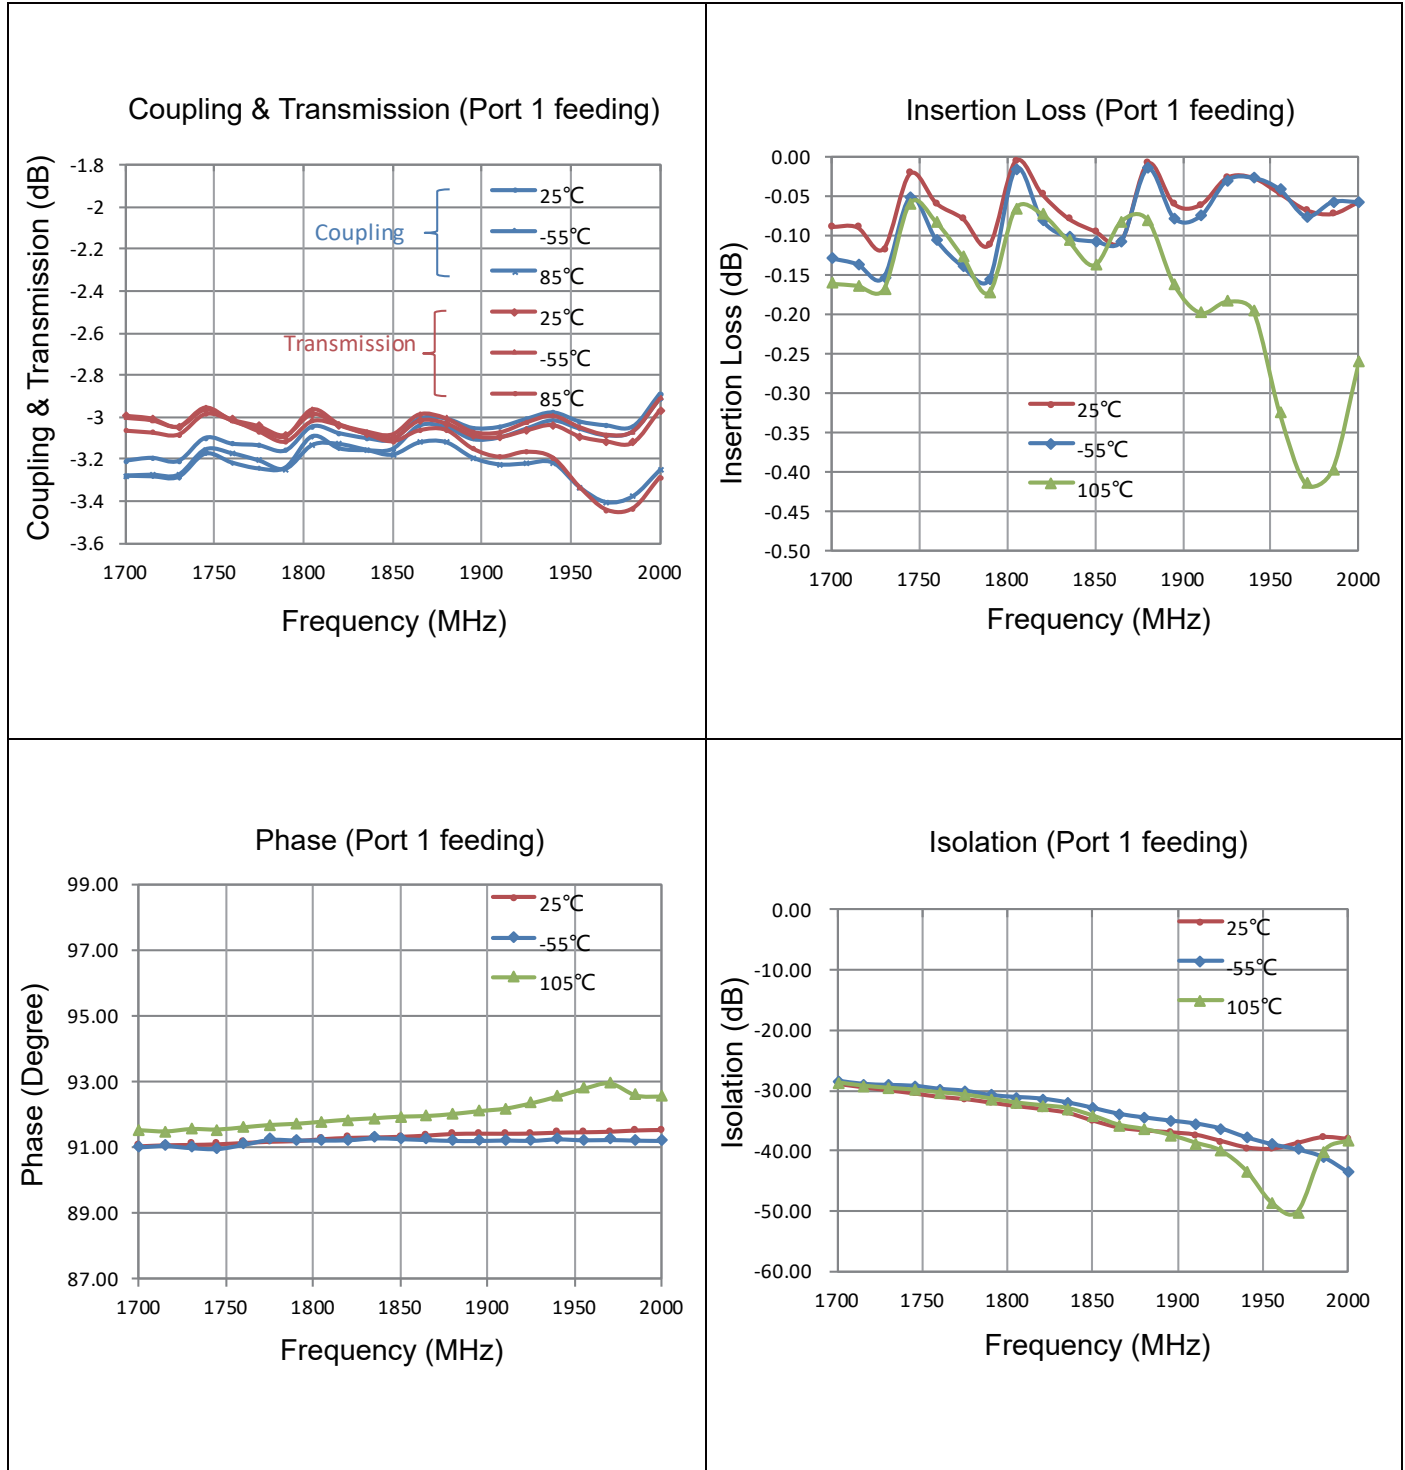 Coupling & Transmission (Port 1 feeding)
Coupling & Transmission (dB)
-1.8
-2
-2.2
-2.4
-2.6
-2.8
-3
-3.2
-3.4
-3.6
Coupling
25℃
-55℃
85℃
Transmission
25℃
-55℃
85℃
1700 1750 1800 1850 1900 1950 2000
Frequency (MHz)
Insertion Loss (Port 1 feeding)
Insertion Loss (dB)
0.00
-0.05
-0.10
-0.15
-0.20
-0.25
-0.30
-0.35
-0.40
-0.45
-0.50
25℃
-55℃
105℃
1700 1750 1800 1850 1900 1950 2000
Frequency (MHz)
Phase (Port 1 feeding)
Phase (Degree)
99.00
97.00
95.00
93.00
91.00
89.00
87.00
25℃
-55℃
105℃
1700 1750 1800 1850 1900 1950 2000
Frequency (MHz)
Isolation (Port 1 feeding)
Isolation (dB)
0.00
-10.00
-20.00
-30.00
-40.00
-50.00
-60.00
25℃
-55℃
105℃
1700 1750 1800 1850 1900 1950 2000
Frequency (MHz)